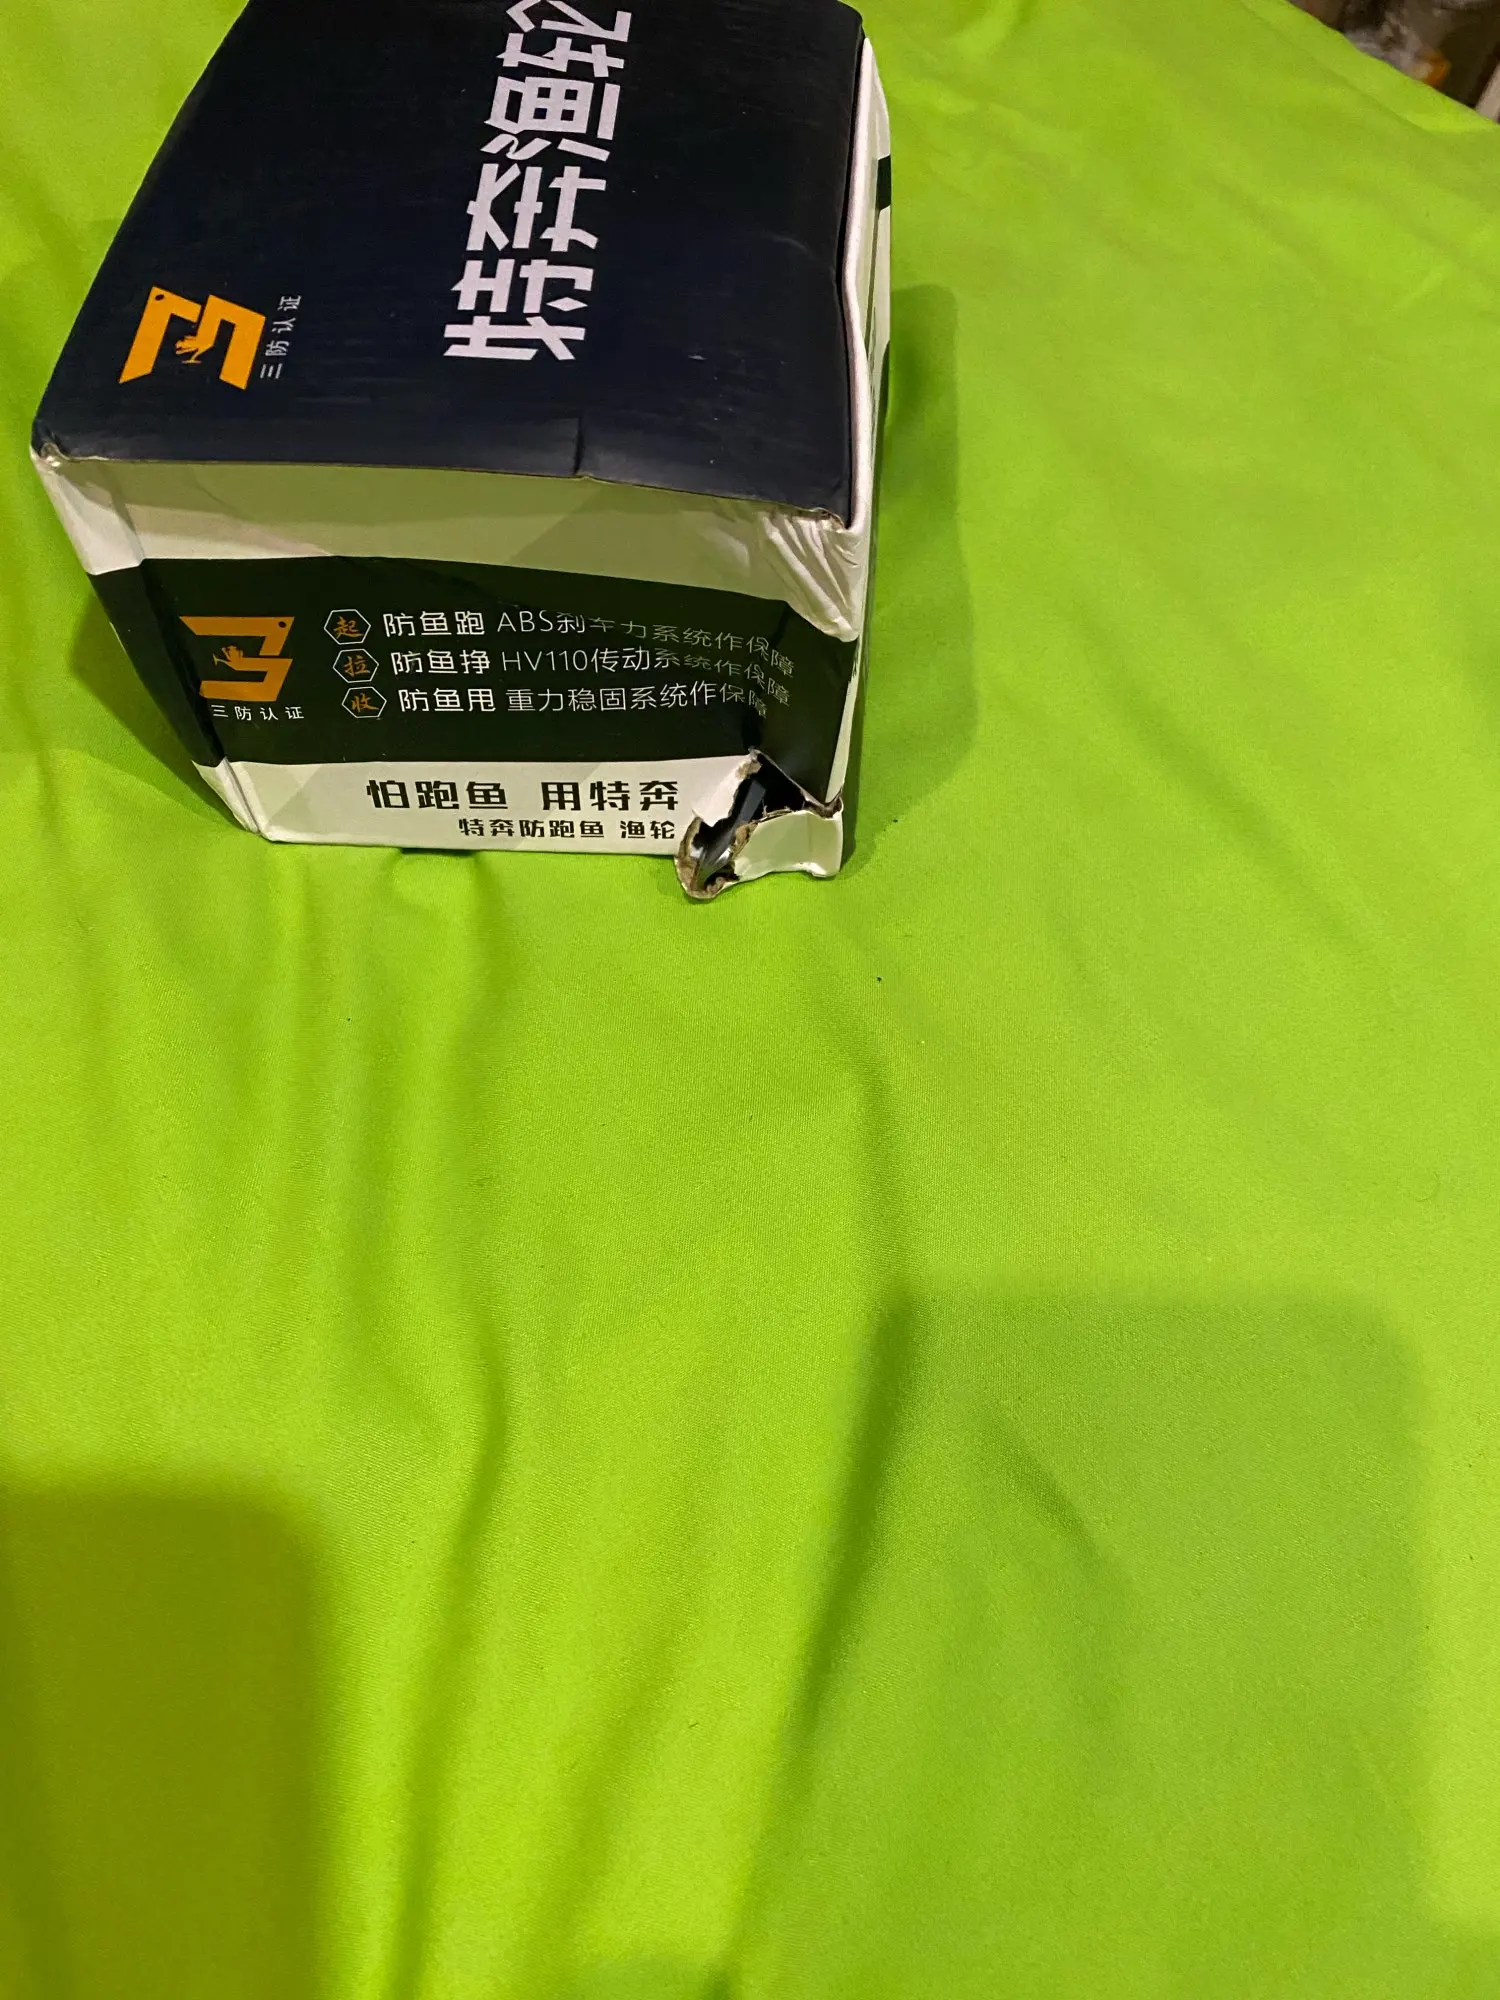 特奔渔轮
三防认证
起 防鱼跑 ABS刹车力系统作保障
拉 防鱼挣 HV110传动系统作保障
收 防鱼甩 重力稳固系统作保障
三防认证
怕跑鱼 用特奔
特奔防跑鱼 渔轮